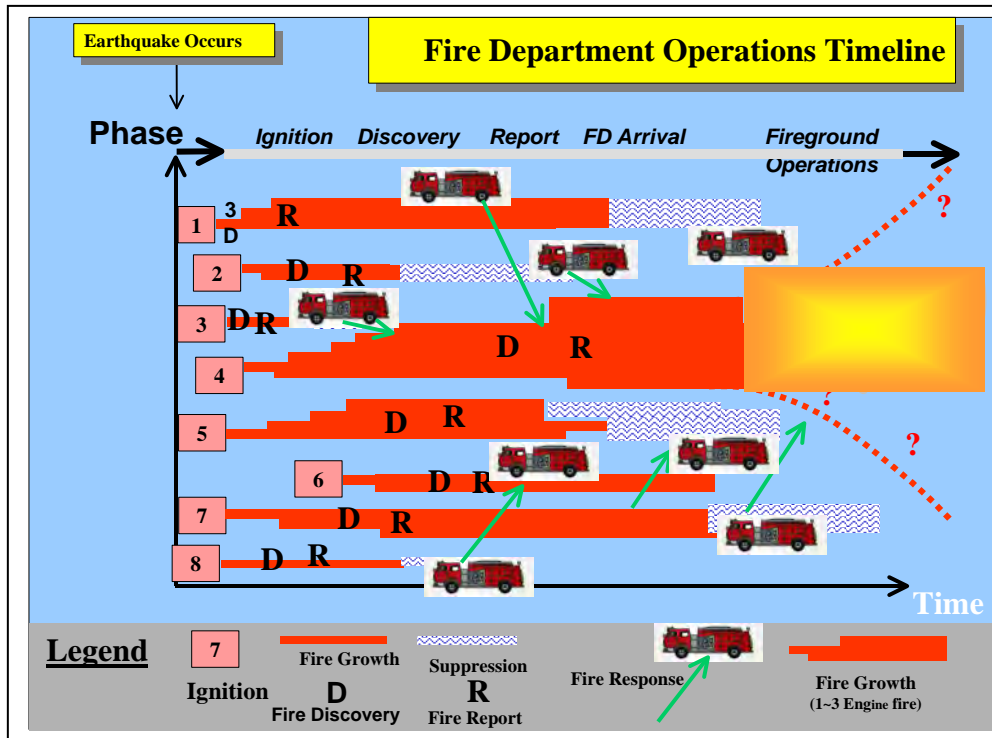 Earthquake Occurs
Fire Department Operations Timeline
Phase
Ignition Discovery Report FD Arrival Fireground
Operations
1 3
D R
?
2 D R
3 D R
4 D R
?
5 D R
?
6 D R
7 D R
8 D R
Time
Legend
7
Ignition
Fire Growth
D
Fire Discovery
Suppression
R
Fire Report
Fire Response
Fire Growth
(1~3 Engine fire)